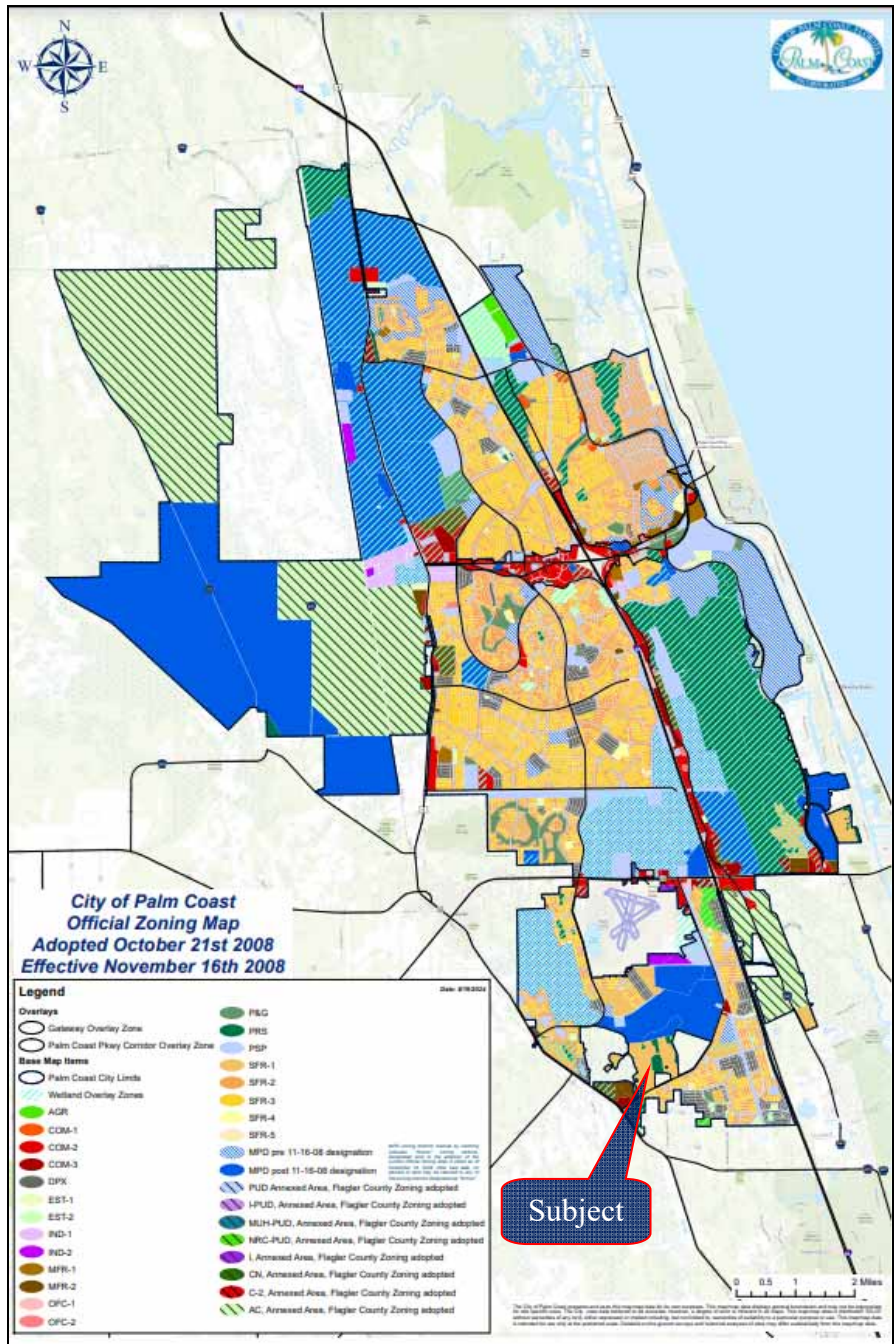 N
W
E
S
CITY OF PALM COAST, FLORIDA
PALM COAST
City of Palm Coast
Official Zoning Map
Adopted October 21st 2008
Effective November 16th 2008
Legend
Overlays
Gateway Overlay Zone
Palm Coast Pkwy Corridor Overlay Zone
Base Map Items
Palm Coast City Limits
Wetland Overlay Zones
AGR
COM-1
COM-2
COM-3
DPX
EST-1
EST-2
IND-1
IND-2
MFR-1
MFR-2
OFC-1
OFC-2
P&G
PRS
PSP
SFR-1
SFR-2
SFR-3
SFR-4
SFR-5
MPD pre 11-16-08 designation
MPD post 11-16-08 designation
PUD Annexed Area, Flagler County Zoning adopted
I-PUD, Annexed Area, Flagler County Zoning adopted
MUH-PUD, Annexed Area, Flagler County Zoning adopted
NRC-PUD, Annexed Area, Flagler County Zoning adopted
I, Annexed Area, Flagler County Zoning adopted
CN, Annexed Area, Flagler County Zoning adopted
C-2, Annexed Area, Flagler County Zoning adopted
AC, Annexed Area, Flagler County Zoning adopted
Subject
0 0.5 1 2 Miles